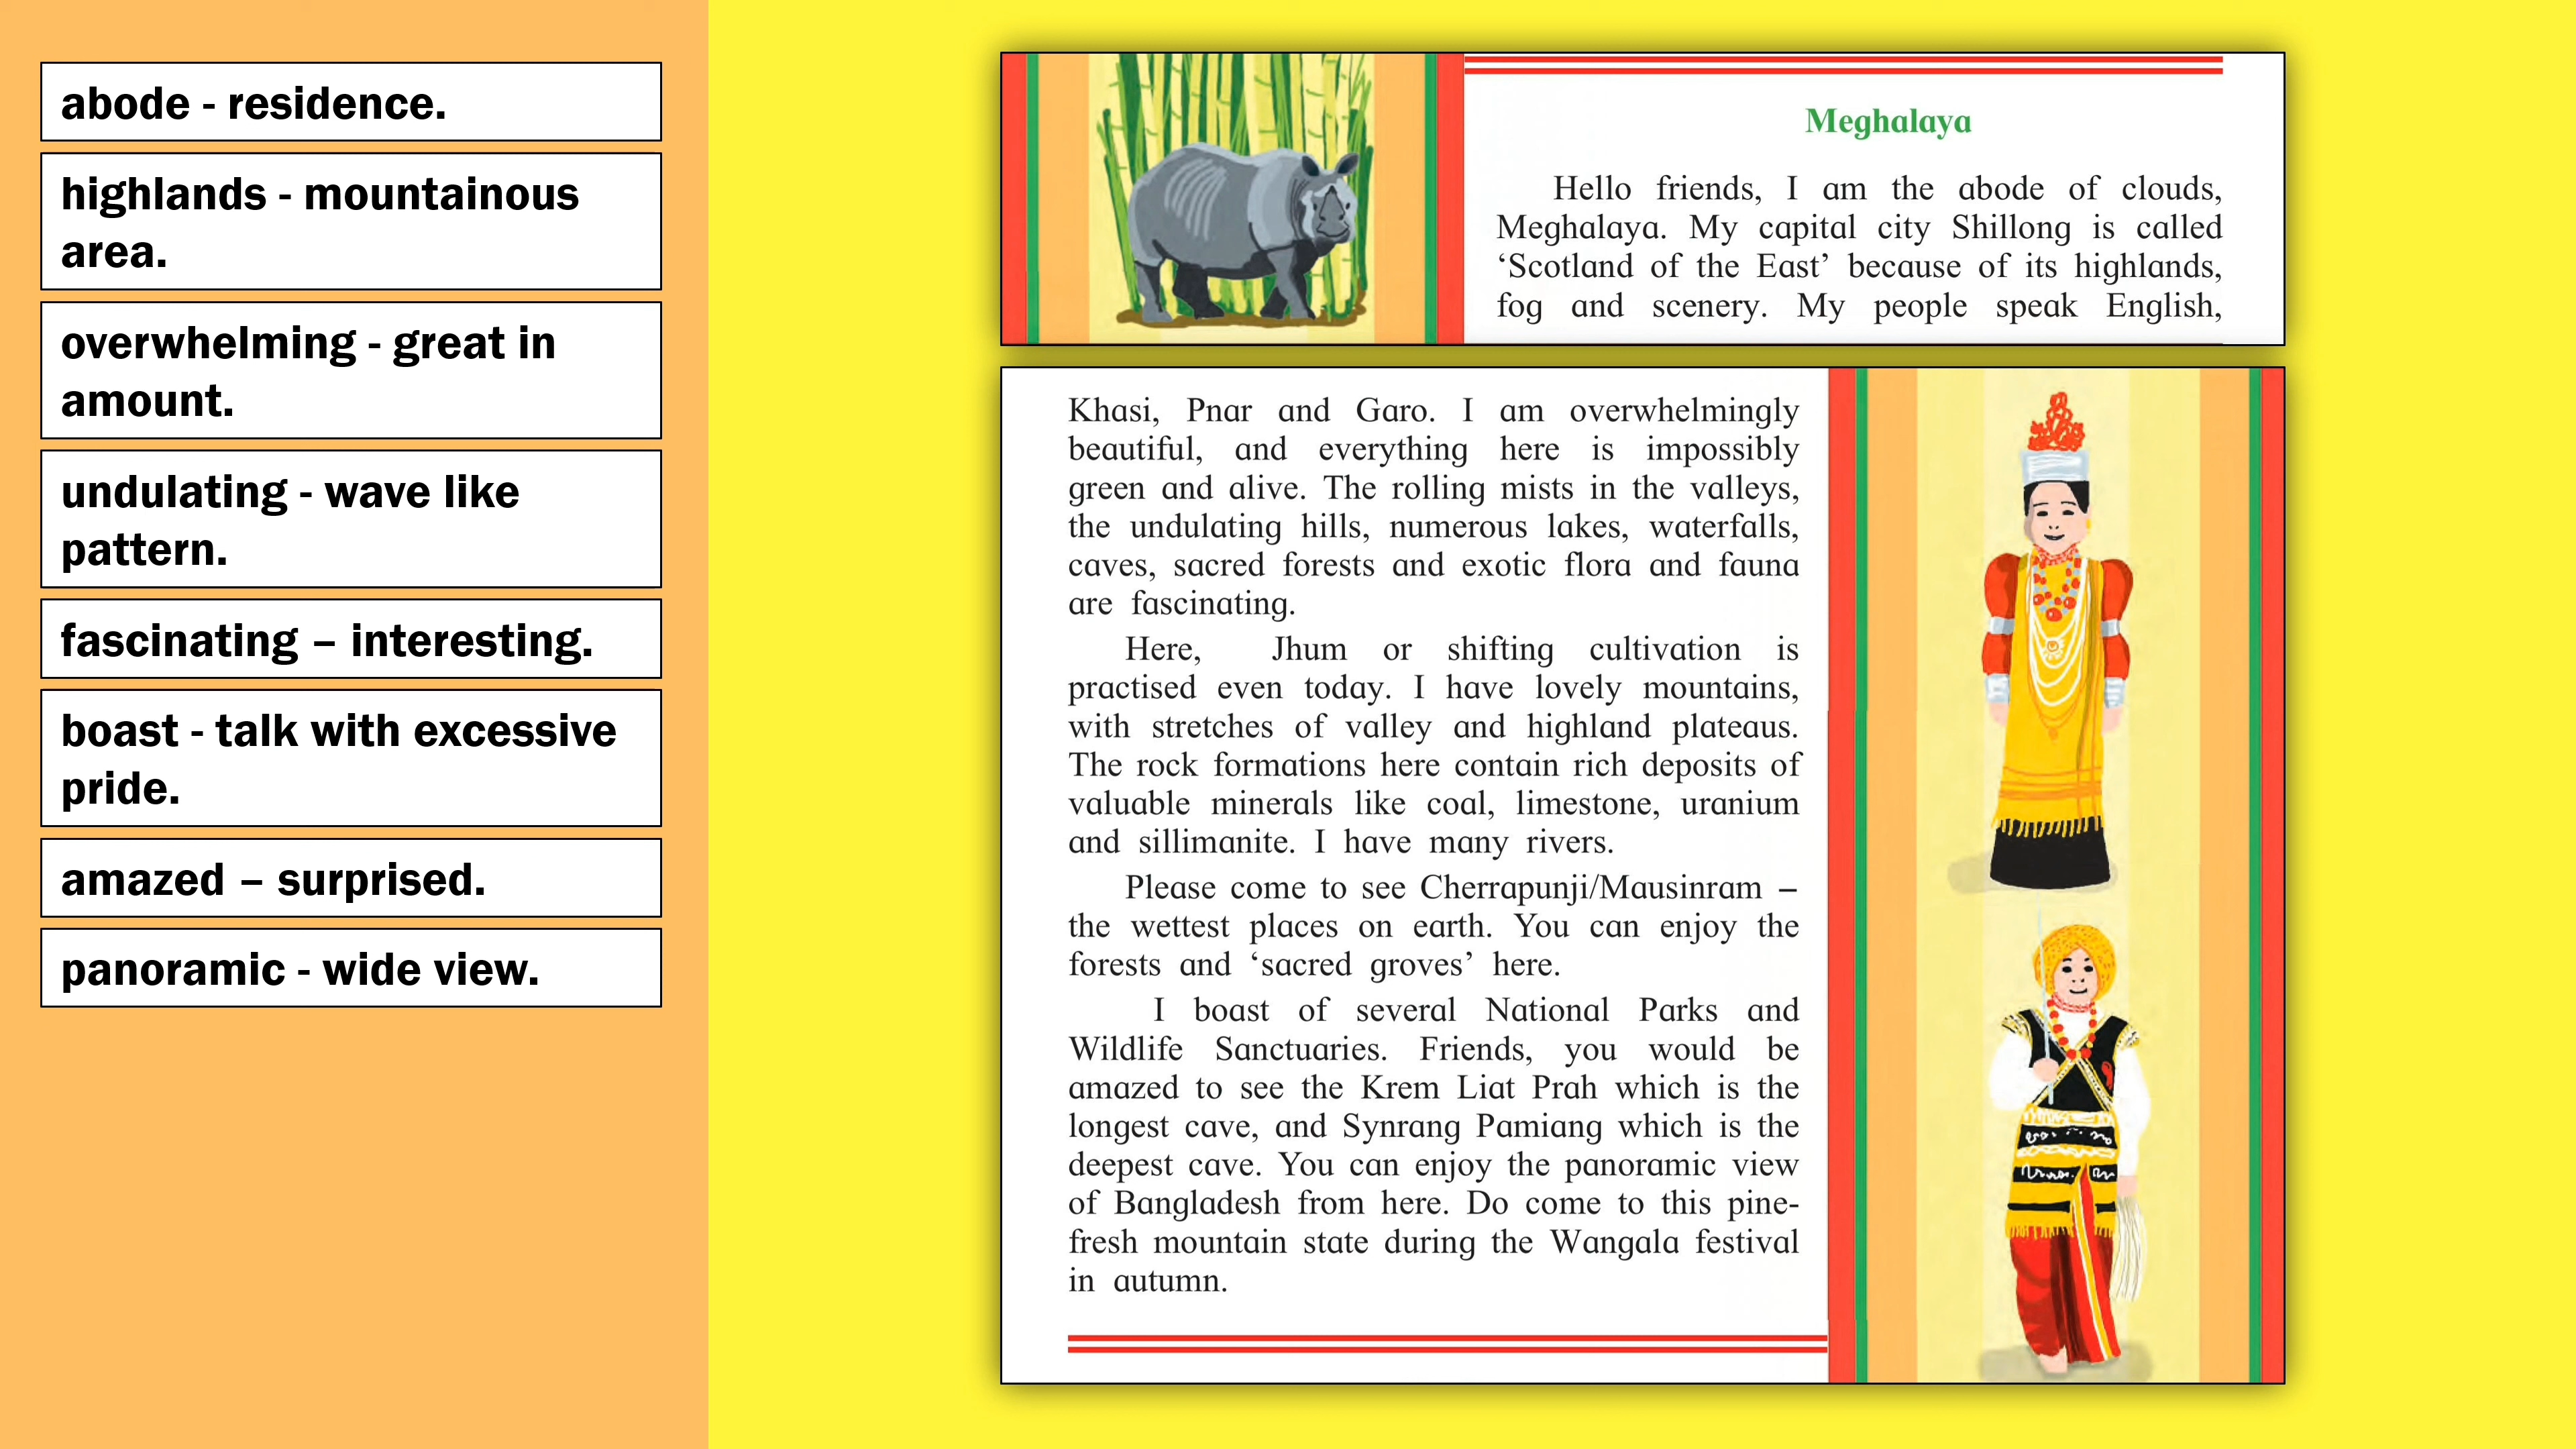 abode - residence.
highlands - mountainous
area.
overwhelming - great in
amount.
undulating - wave like
pattern.
fascinating – interesting.
boast - talk with excessive
pride.
amazed – surprised.
panoramic - wide view.
Meghalaya
Hello friends, I am the abode of clouds,
Meghalaya. My capital city Shillong is called
‘Scotland of the East’ because of its highlands,
fog and scenery. My people speak English,
Khasi, Pnar and Garo. I am overwhelmingly
beautiful, and everything here is impossibly
green and alive. The rolling mists in the valleys,
the undulating hills, numerous lakes, waterfalls,
caves, sacred forests and exotic flora and fauna
are fascinating.
Here, Jhum or shifting cultivation is
practised even today. I have lovely mountains,
with stretches of valley and highland plateaus.
The rock formations here contain rich deposits of
valuable minerals like coal, limestone, uranium
and sillimanite. I have many rivers.
Please come to see Cherrapunji/Mausinram –
the wettest places on earth. You can enjoy the
forests and ‘sacred groves’ here.
I boast of several National Parks and
Wildlife Sanctuaries. Friends, you would be
amazed to see the Krem Liat Prah which is the
longest cave, and Synrang Pamiang which is the
deepest cave. You can enjoy the panoramic view
of Bangladesh from here. Do come to this pine-
fresh mountain state during the Wangala festival
in autumn.